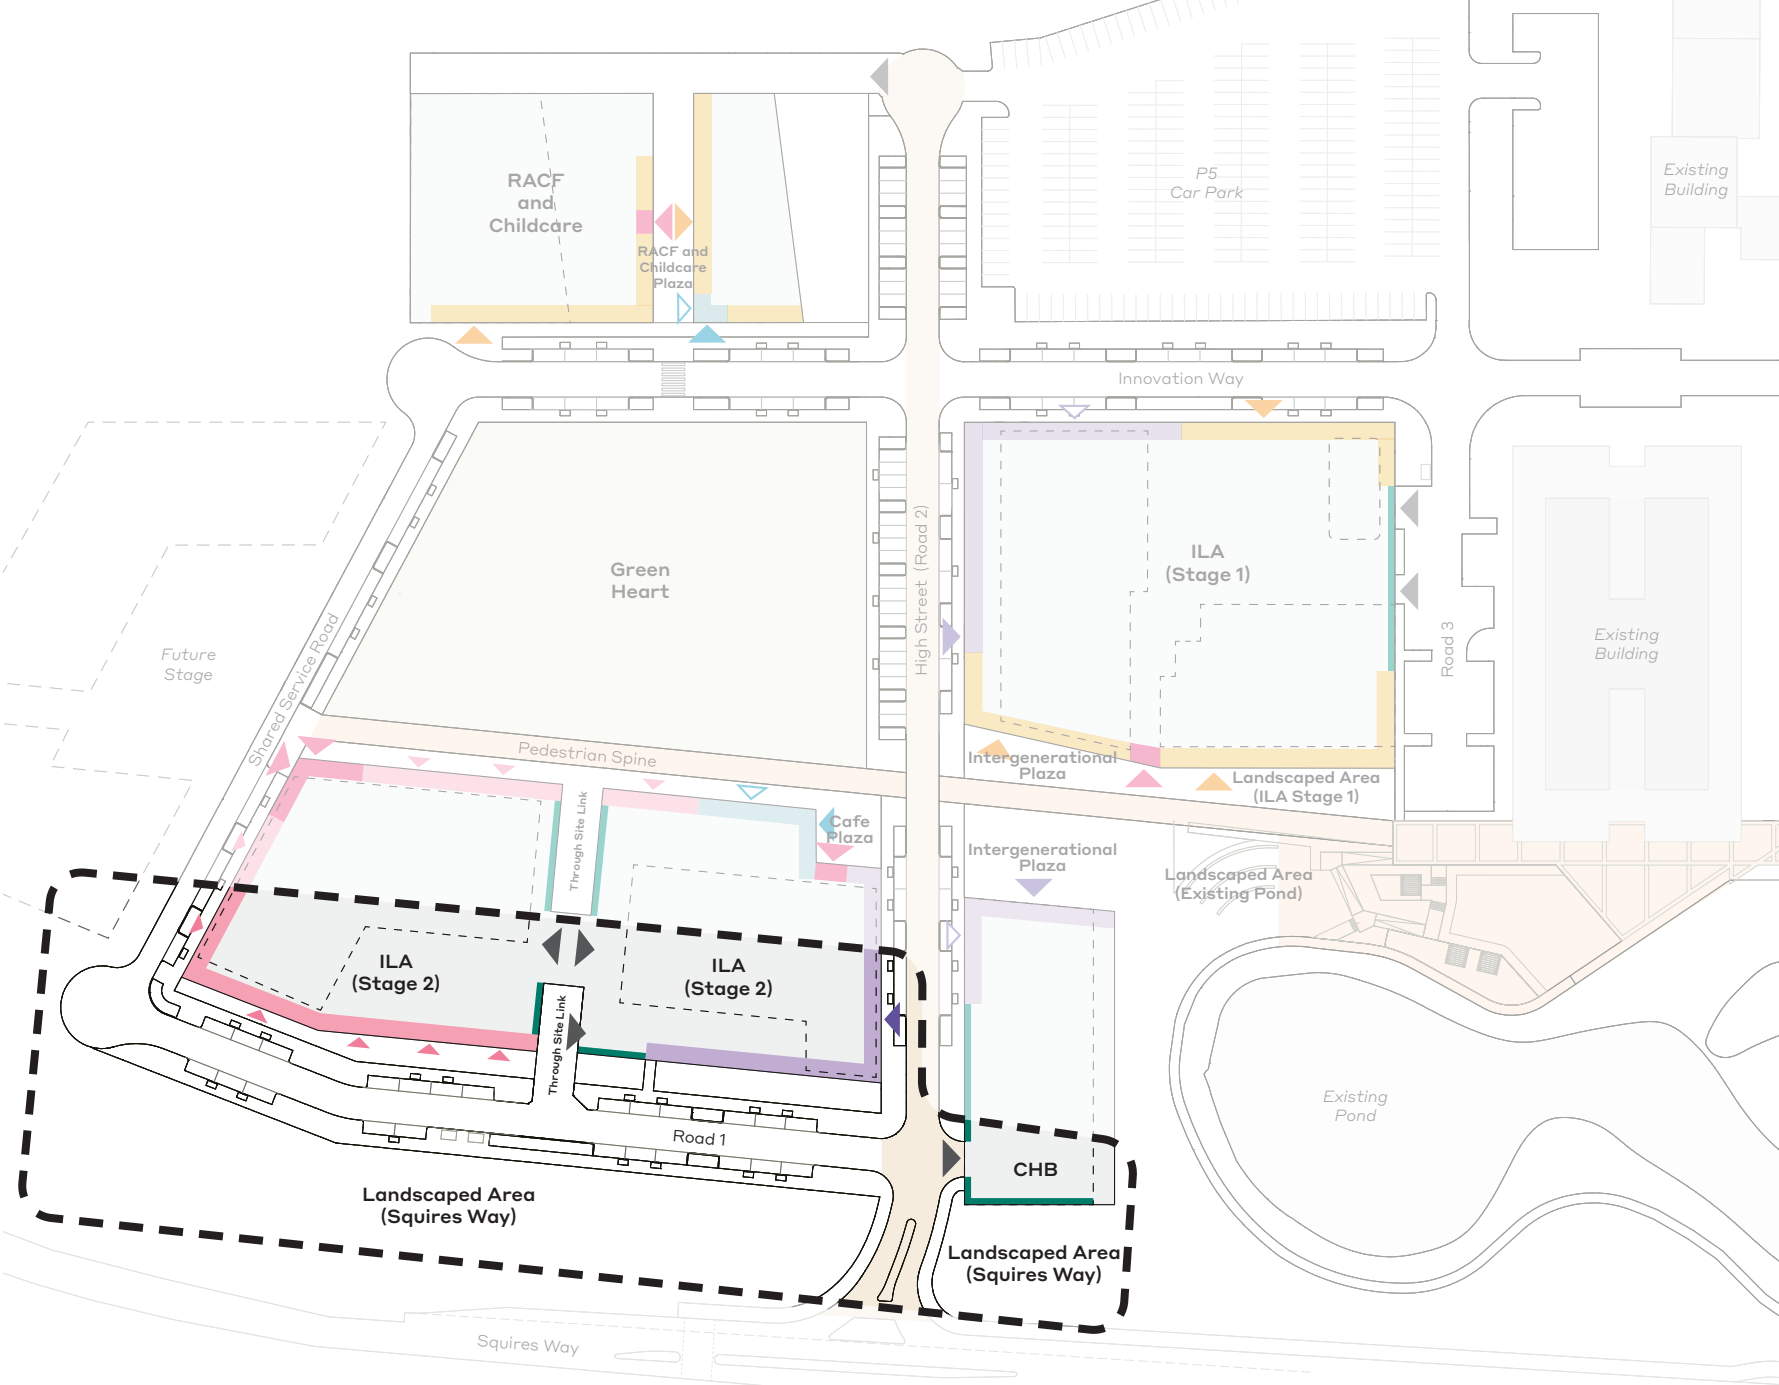 RACF
and
Childcare
RACF and
Childcare
Plaza
P5
Car Park
Existing
Building
Innovation Way
Green
Heart
High Street (Road 2)
ILA
(Stage 1)
Road 3
Existing
Building
Future
Stage
Shared Service Road
Pedestrian Spine
Intergenerational
Plaza
Landscaped Area
(ILA Stage 1)
Through Site Link
Cafe
Plaza
Intergenerational
Plaza
Landscaped Area
(Existing Pond)
ILA
(Stage 2)
ILA
(Stage 2)
Through Site Link
Existing
Pond
Road 1
CHB
Landscaped Area
(Squires Way)
Landscaped Area
(Squires Way)
Squires Way